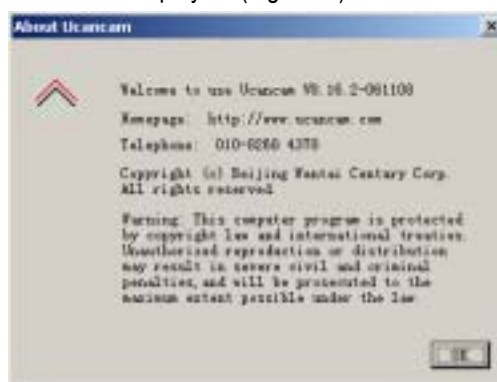 About Ucancam
Welcome to use Ucancam V8.16.2-061108
Homepage: http://www.ucancam.com
Telephone: 010-8260 4378
Copyright (c) Beijing Wantai Century Corp.
All rights reserved
Warning: This computer program is protected
by copyright law and international treaties.
Unauthorized reproduction or distribution
may result in severe civil and criminal
penalties, and will be prosecuted to the
maximum extent possible under the law
OK